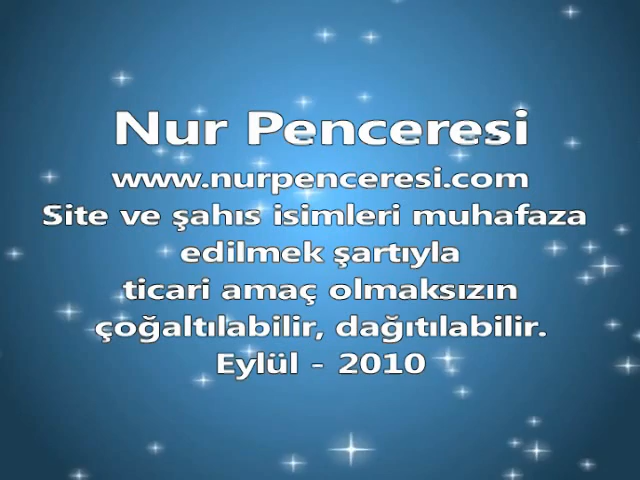 Nur Penceresi
www.nurpenceresi.com
Site ve şahıs isimleri muhafaza
edilmek şartıyla
ticari amaç olmaksızın
çoğaltılabilir, dağıtılabilir.
Eylül - 2010